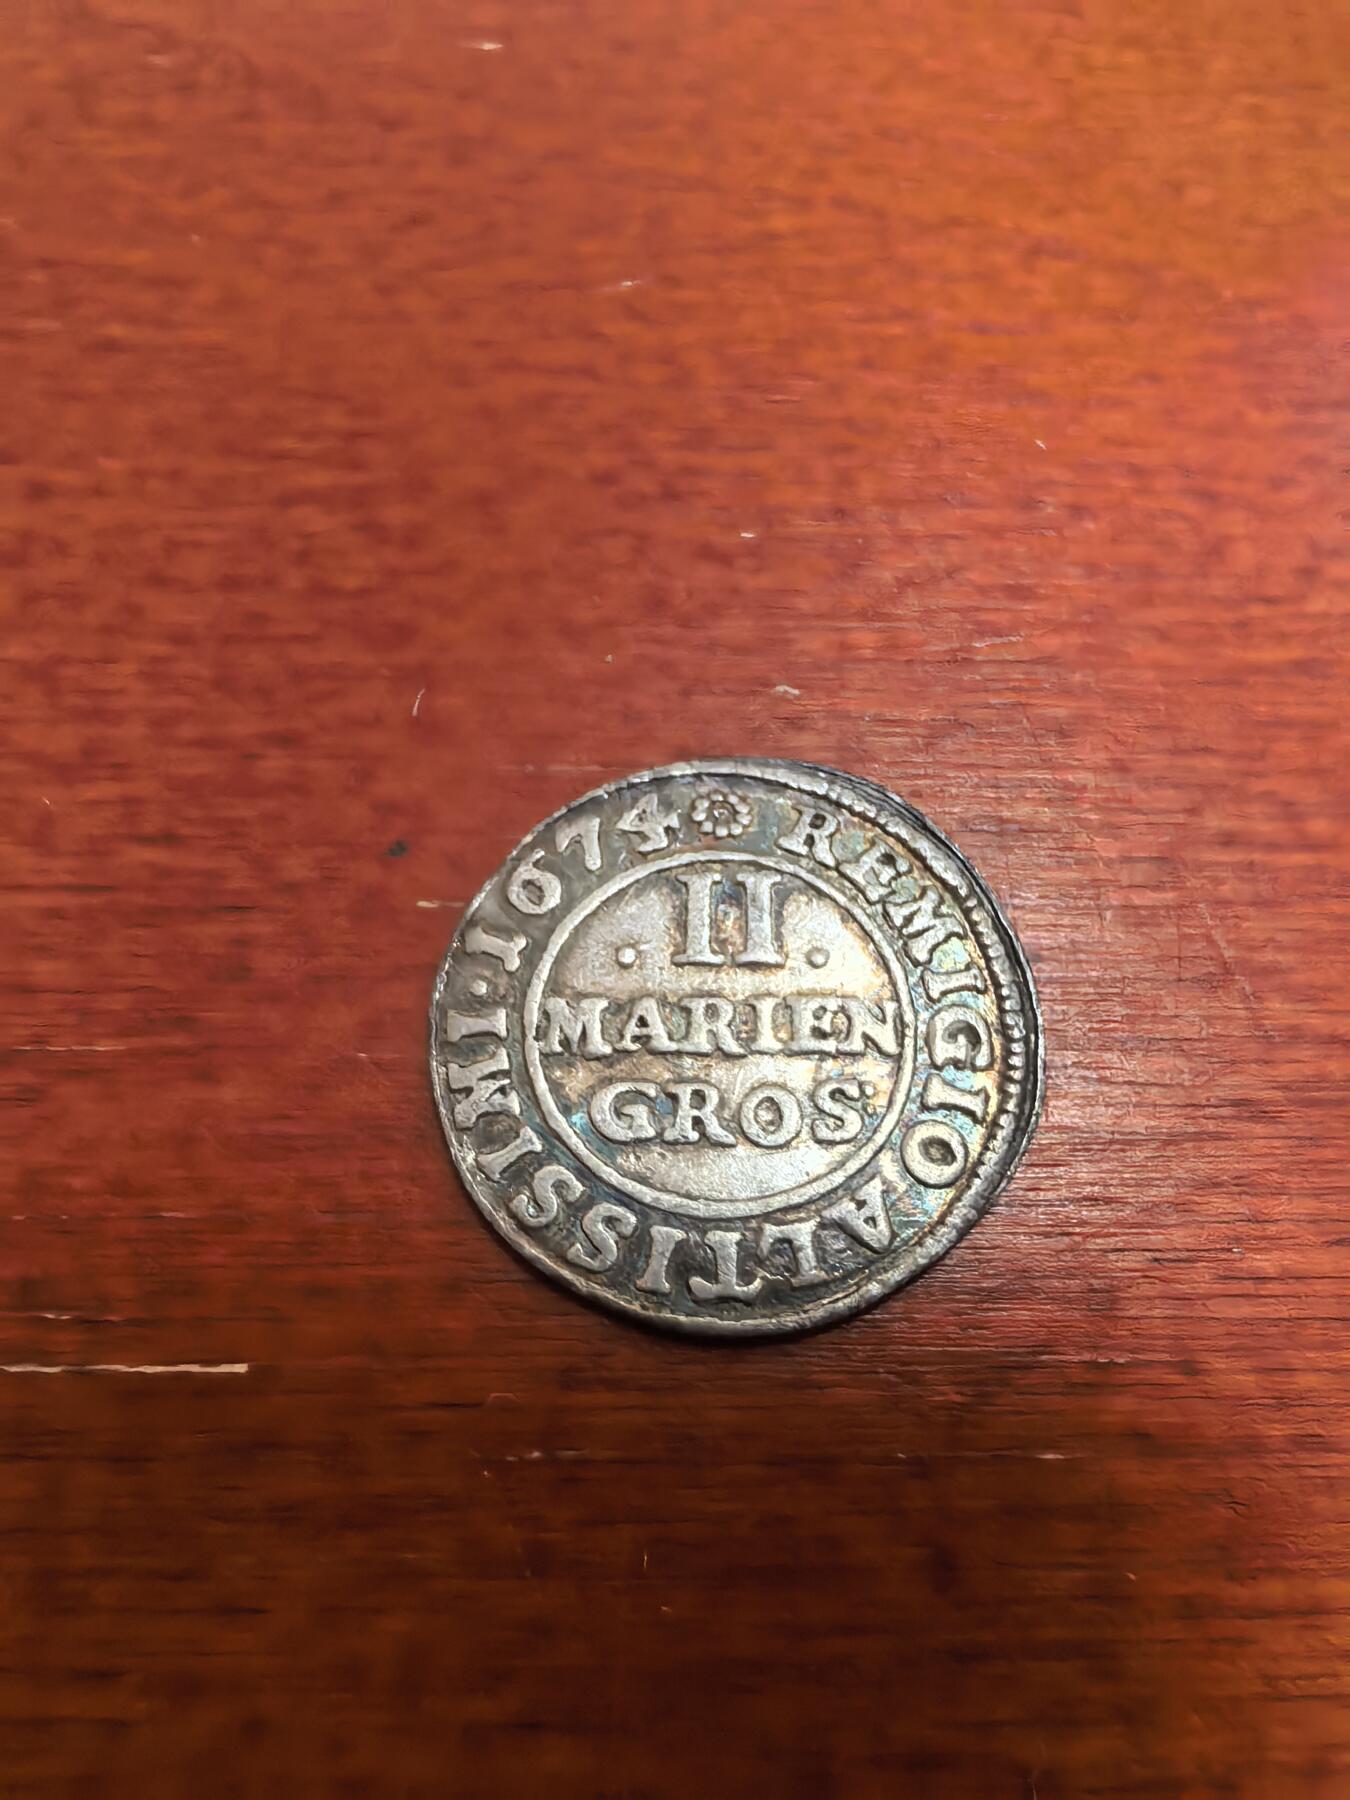 REMIGIO ALTISSIMI · 1674
· II ·
MARIEN
GROS: